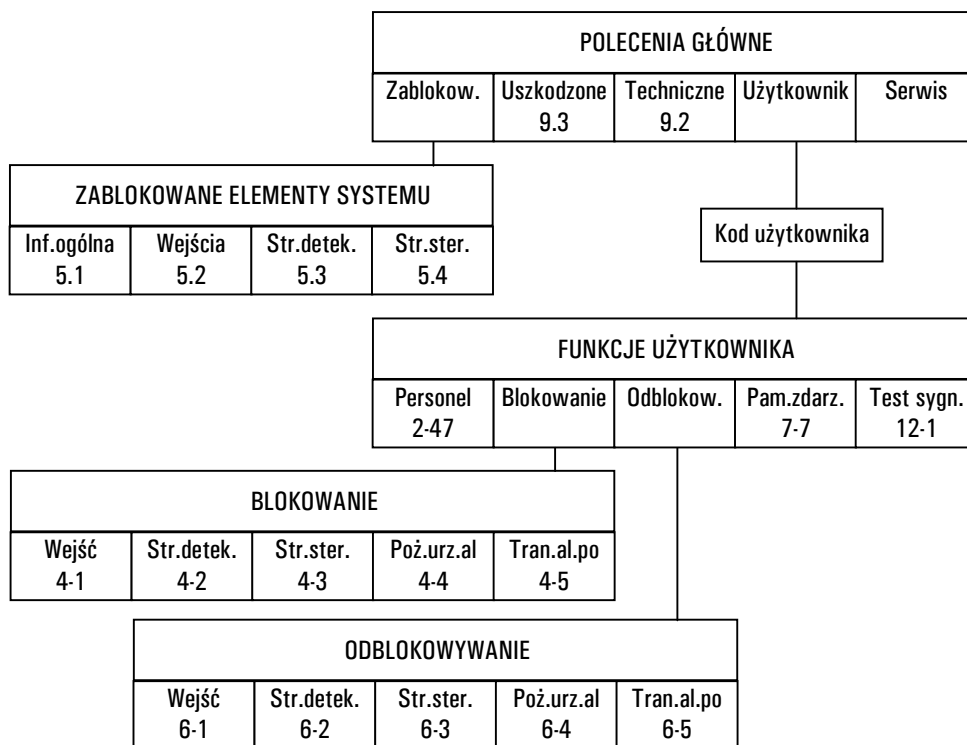 POLECENIA GŁÓWNE
Zablokow. Uszkodzone Techniczne Użytkownik Serwis
9.3 9.2
ZABLOKOWANE ELEMENTY SYSTEMU
Inf.ogólna Wejścia Str.detek. Str.ster.
5.1 5.2 5.3 5.4
Kod użytkownika
FUNKCJE UŻYTKOWNIKA
Personel Blokowanie Odblokow. Pam.zdarz. Test sygn.
2-47 7-7 12-1
BLOKOWANIE
Wejść Str.detek. Str.ster. Poż.urz.al Tran.al.po
4-1 4-2 4-3 4-4 4-5
ODBLOKOWYWANIE
Wejść Str.detek. Str.ster. Poż.urz.al Tran.al.po
6-1 6-2 6-3 6-4 6-5